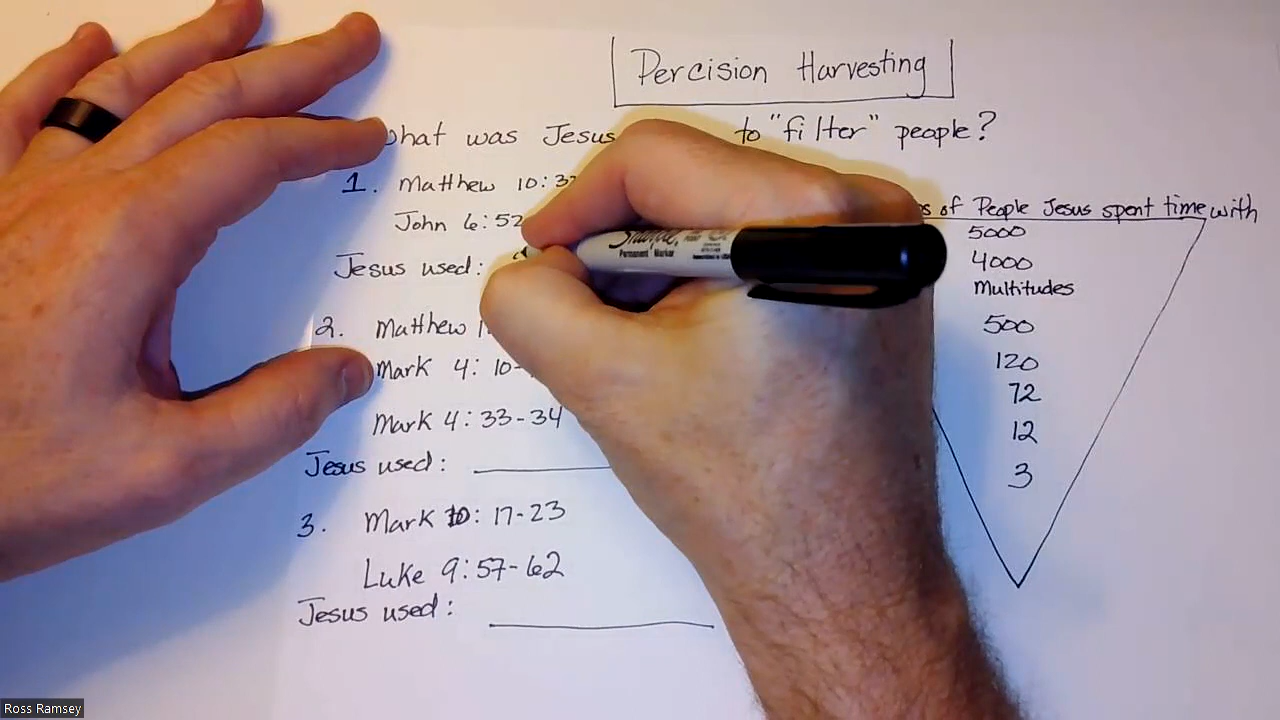 Percision Harvesting
what was Jesus to "filter" people?
1. Matthew 10:
John 6:52
of People Jesus spent time with
Jesus used:
5000
4000
Multitudes
500
120
72
12
3
2. Matthew
Mark 4:10-
Mark 4:33-34
Jesus used:
3. Mark 10:17-23
Luke 9:57-62
Jesus used:
Sharpie
Permanent Marker
Ross Ramsey